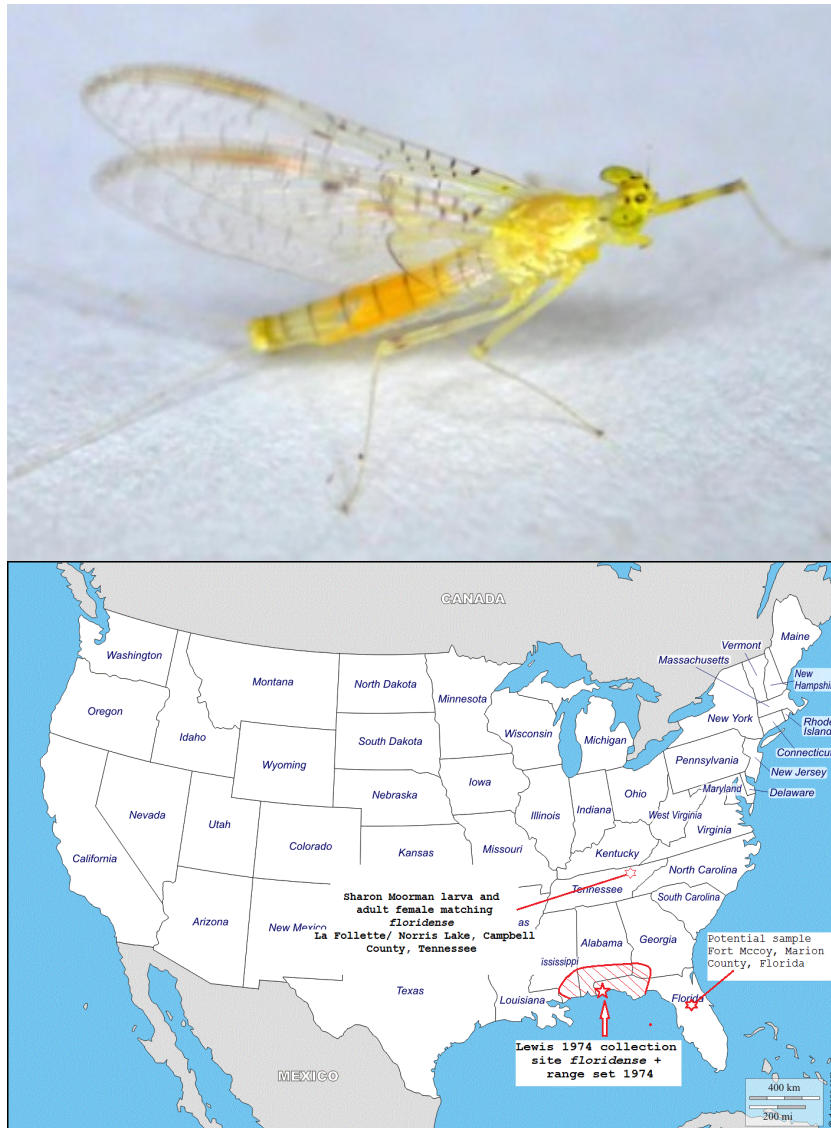 CANADA
Maine
Vermont
Massachusetts
New
Hampshir
Washington
Montana
North Dakota
Minnesota
Oregon
Idaho
South Dakota
Wisconsin
Michigan
New York
Rhode
Island
Connecticut
Wyoming
Pennsylvania
New Jersey
Iowa
Ohio
Maryland
Delaware
Nebraska
Nevada
Utah
Illinois
Indiana
West Virginia
Virginia
California
Colorado
Kansas
Missouri
Kentucky
North Carolina
Tennessee
South Carolina
Sharon Moorman larva and
adult female matching
floridense
La Follette/ Norris Lake, Campbell
County, Tennessee
Arizona
New Mexico
as
Alabama
Georgia
ississippi
Potential sample
Fort Mccoy, Marion
County, Florida
Texas
Louisiana
Florida
Lewis 1974 collection
site floridense +
range set 1974
MEXICO
400 km
200 mi